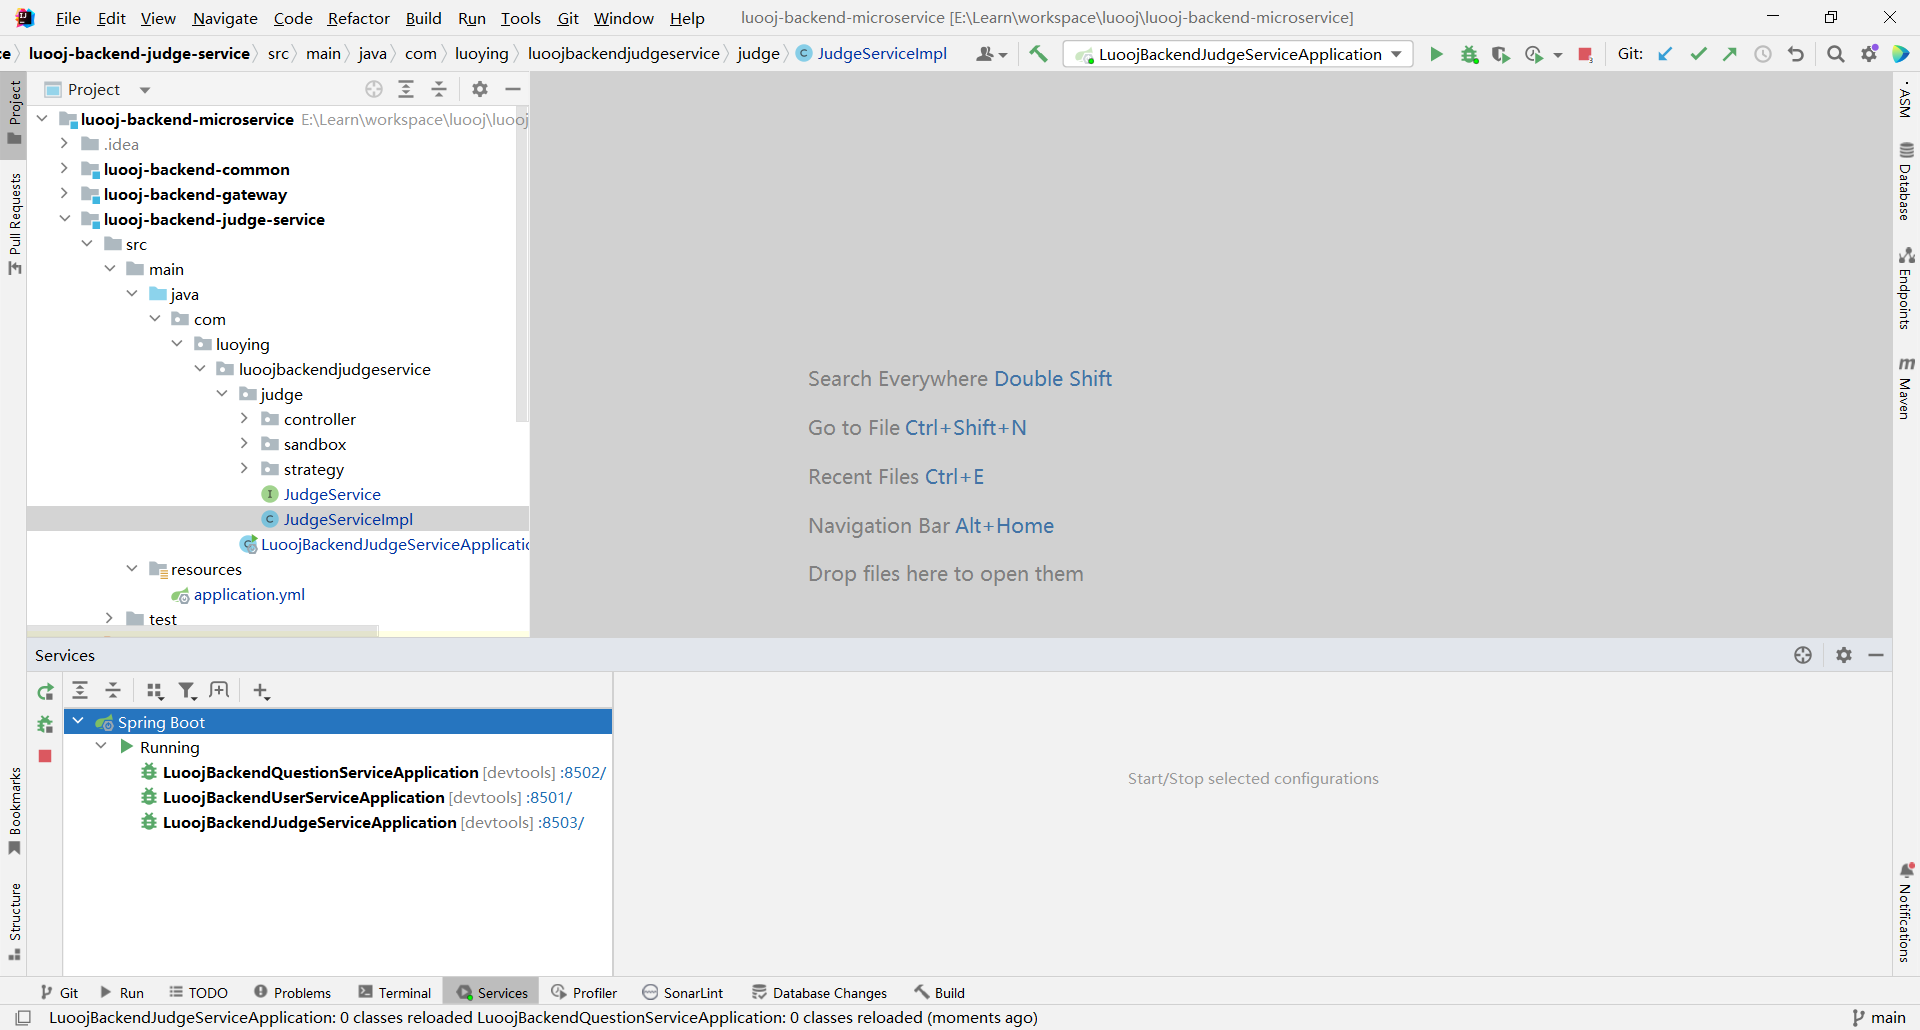 File Edit View Navigate Code Refactor Build Run Tools Git Window Help luooj-backend-microservice [E:\Learn\workspace\luooj\luooj-backend-microservice]
ce luooj-backend-judge-service src main java com luoying luoojbackendjudgeservice judge JudgeServiceImpl LuoojBackendJudgeServiceApplication Git:
Project
luooj-backend-microservice E:\Learn\workspace\luooj\luooj
.idea
luooj-backend-common
luooj-backend-gateway
luooj-backend-judge-service
src
main
java
com
luoying
luoojbackendjudgeservice
judge
controller
sandbox
strategy
JudgeService
JudgeServiceImpl
LuoojBackendJudgeServiceApplicatio
resources
application.yml
test
Search Everywhere Double Shift
Go to File Ctrl+Shift+N
Recent Files Ctrl+E
Navigation Bar Alt+Home
Drop files here to open them
Project
Pull Requests
Bookmarks
Structure
ASM
Database
Endpoints
Maven
Notifications
Services
Spring Boot
Running
LuoojBackendQuestionServiceApplication [devtools] :8502/
LuoojBackendUserServiceApplication [devtools] :8501/
LuoojBackendJudgeServiceApplication [devtools] :8503/
Start/Stop selected configurations
Git Run TODO Problems Terminal Services Profiler SonarLint Database Changes Build
LuoojBackendJudgeServiceApplication: 0 classes reloaded LuoojBackendQuestionServiceApplication: 0 classes reloaded (moments ago) main